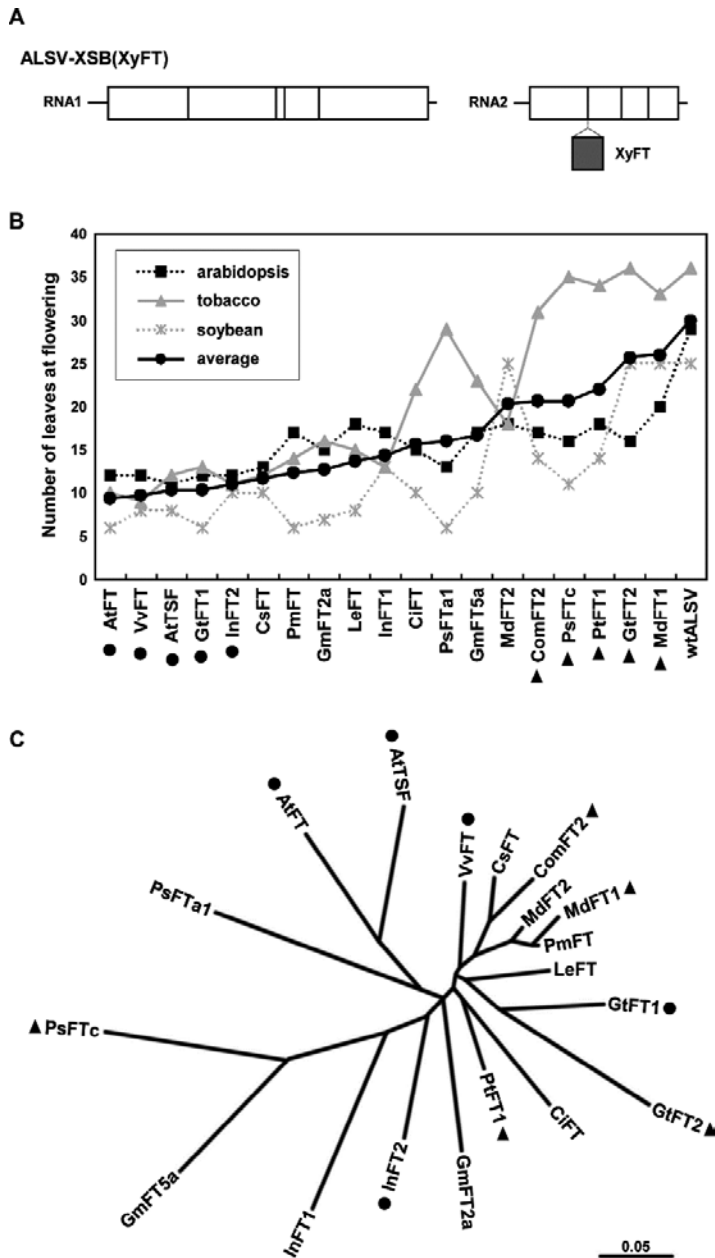 A
ALSV-XSB(XyFT)
RNA1
RNA2
XyFT
B
Number of leaves at flowering
40
35
30
25
20
15
10
5
0
arabidopsis
tobacco
soybean
average
AtFT
VvFT
AtTSF
GtFT1
InFT2
CsFT
PmFT
GmFT2a
LeFT
InFT1
CiFT
PsFTa1
GmFT5a
MdFT2
ComFT2
PsFTc
PtFT1
GtFT2
MdFT1
wtALSV
C
AtTSF
AtFT
VvFT
CsFT
ComFT2
PsFTa1
MdFT2
MdFT1
PmFT
LeFT
GtFT1
PsFTc
PtFT1
CiFT
GtFT2
GmFT5a
InFT1
InFT2
GmFT2a
0.05